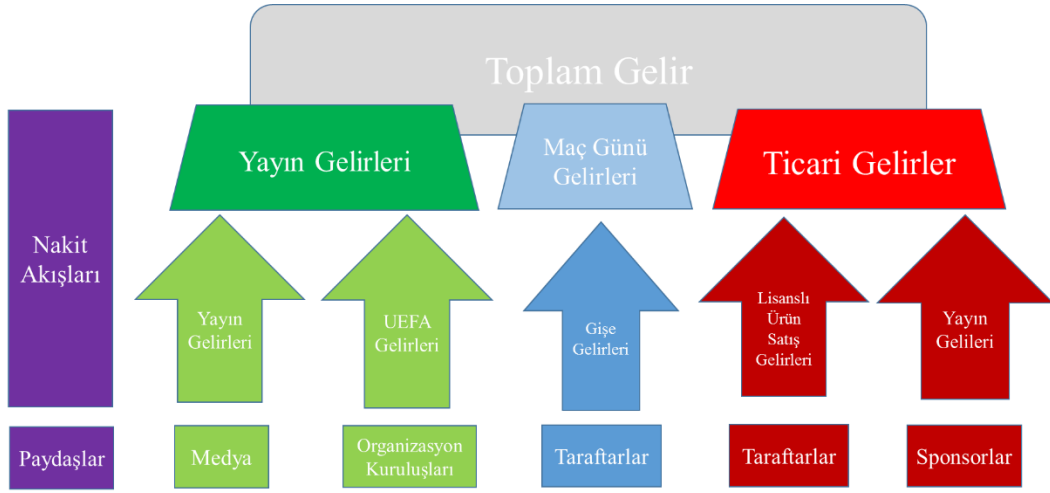 Toplam Gelir
Yayın Gelirleri
Maç Günü
Gelirleri
Ticari Gelirler
Nakit
Akışları
Yayın
Gelirleri
UEFA
Gelirleri
Gişe
Gelirleri
Lisanslı
Ürün
Satış
Gelirleri
Yayın
Gelileri
Paydaşlar
Medya
Organizasyon
Kuruluşları
Taraftarlar
Taraftarlar
Sponsorlar